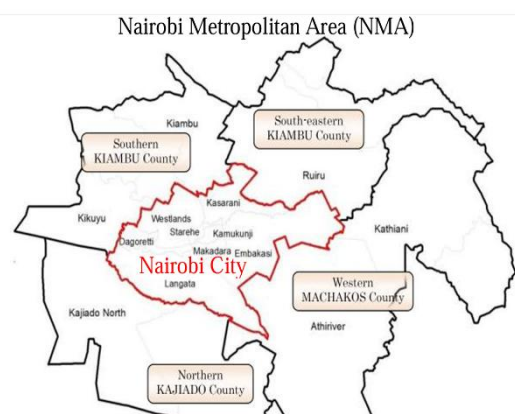 Nairobi Metropolitan Area (NMA)
Kiambu
South-eastern
KIAMBU County
Southern
KIAMBU County
Ruiru
Kasarani
Kikuyu
Westlands
Starehe
Kamukunji
Kathiani
Dagoretti
Makadara
Embakasi
Nairobi City
Langata
Western
MACHAKOS County
Kajiado North
Athiriver
Northern
KAJIADO County